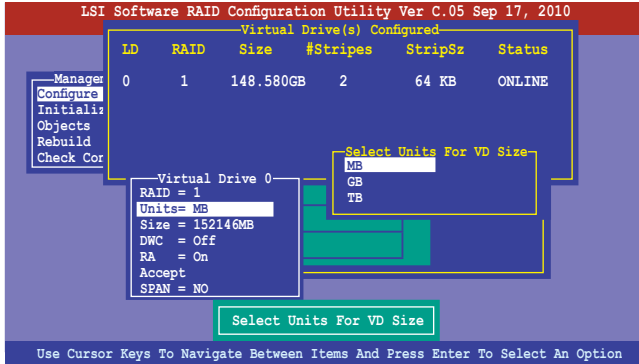 LSI Software RAID Configuration Utility Ver C.05 Sep 17, 2010
Virtual Drive(s) Configured
LD RAID Size #Stripes StripSz Status
0 1 148.580GB 2 64 KB ONLINE
Managem
Configure
Initializ
Objects
Rebuild
Check Con
Select Units For VD Size
MB
GB
TB
Virtual Drive 0
RAID = 1
Units= MB
Size = 152146MB
DWC = Off
RA = On
Accept
SPAN = NO
Select Units For VD Size
Use Cursor Keys To Navigate Between Items And Press Enter To Select An Option